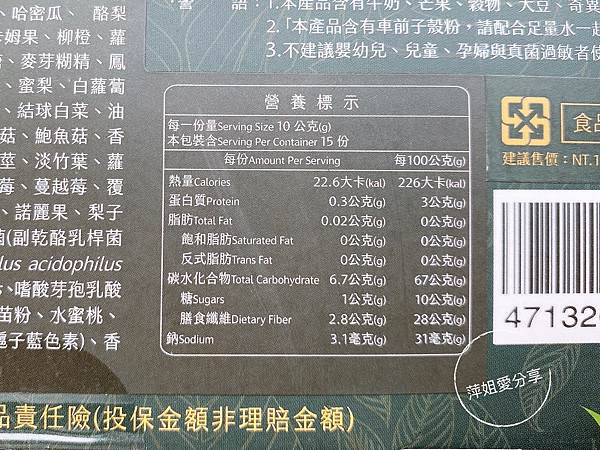 、哈密瓜、 酪梨
卡姆果、柳橙、蘿
、麥芽糊精、鳳
、蜜梨、白蘿蔔
、結球白菜、油
菇、鮑魚菇、香
莖、淡竹葉、蘿
莓、蔓越莓、覆
、諾麗果、梨子
菌(副乾酪乳桿菌
lus acidophilus
、嗜酸芽孢乳酸
苗粉、水蜜桃、
梔子藍色素)、香
語:1.本產品含有牛奶、芒果、穀物、大豆、奇異
2.「本產品含有車前子殼粉,請配合足量水一起
3.不建議嬰幼兒、兒童、孕婦與真菌過敏者使
營養標示
每一份量Serving Size 10 公克(g)
本包裝含Serving Per Container 15 份
每份Amount Per Serving 每100公克(g)
熱量Calories 22.6大卡(kal) 226大卡(kal)
蛋白質Protein 0.3公克(g) 3公克(g)
脂肪Total Fat 0.02公克(g) 0公克(g)
飽和脂肪Saturated Fat 0公克(g) 0公克(g)
反式脂肪Trans Fat 0公克(g) 0公克(g)
碳水化合物Total Carbohydrate 6.7公克(g) 67公克(g)
糖Sugars 1公克(g) 10公克(g)
膳食纖維Dietary Fiber 2.8公克(g) 28公克(g)
鈉Sodium 3.1毫克(g) 31毫克(g)
食品
建議售價:NT.1
47132
萍姐愛分享
品責任險(投保金額非理賠金額)